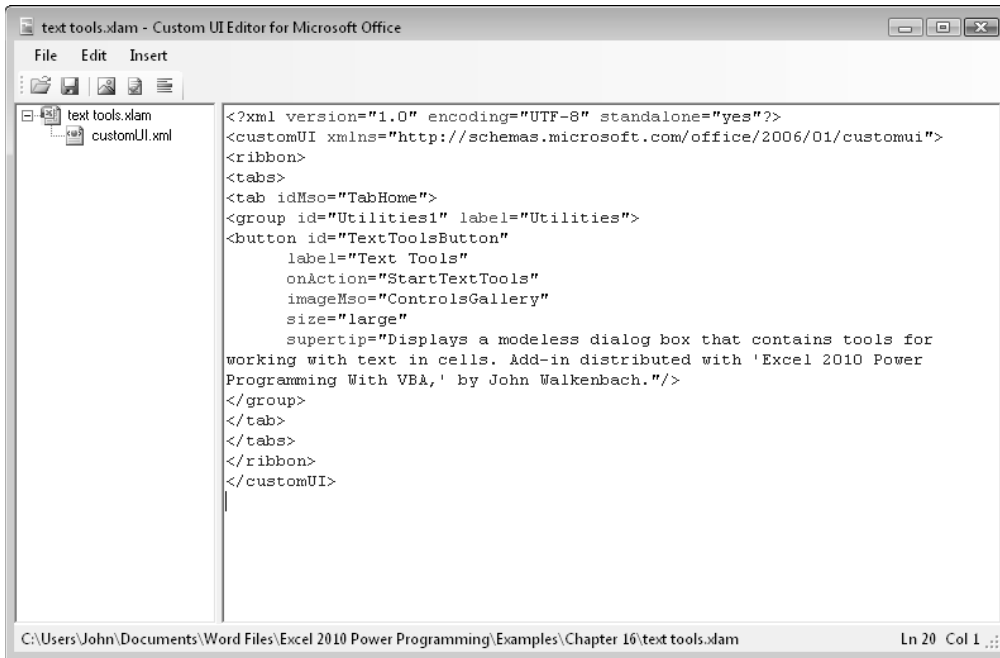 text tools.xlam - Custom UI Editor for Microsoft Office
File Edit Insert
text tools.xlam
customUI.xml
<?xml version="1.0" encoding="UTF-8" standalone="yes"?>
<customUI xmlns="http://schemas.microsoft.com/office/2006/01/customui">
<ribbon>
<tabs>
<tab idMso="TabHome">
<group id="Utilities1" label="Utilities">
<button id="TextToolsButton"
label="Text Tools"
onAction="StartTextTools"
imageMso="ControlsGallery"
size="large"
supertip="Displays a modeless dialog box that contains tools for
working with text in cells. Add-in distributed with 'Excel 2010 Power
Programming With VBA,' by John Walkenbach."/>
</group>
</tab>
</tabs>
</ribbon>
</customUI>
C:\Users\John\Documents\Word Files\Excel 2010 Power Programming\Examples\Chapter 16\text tools.xlam Ln 20 Col 1